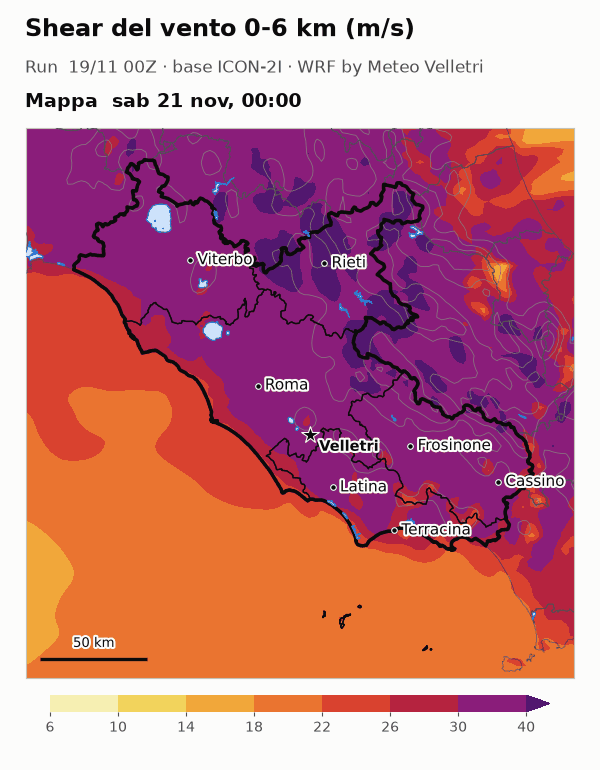 Shear del vento 0-6 km (m/s)
Run  19/11 00Z · base ICON-2I · WRF by Meteo Velletri
Mappa  sab 21 nov, 00:00
Viterbo
Rieti
Roma
Velletri
Frosinone
Latina
Cassino
Terracina
50 km
6 10 14 18 22 26 30 40